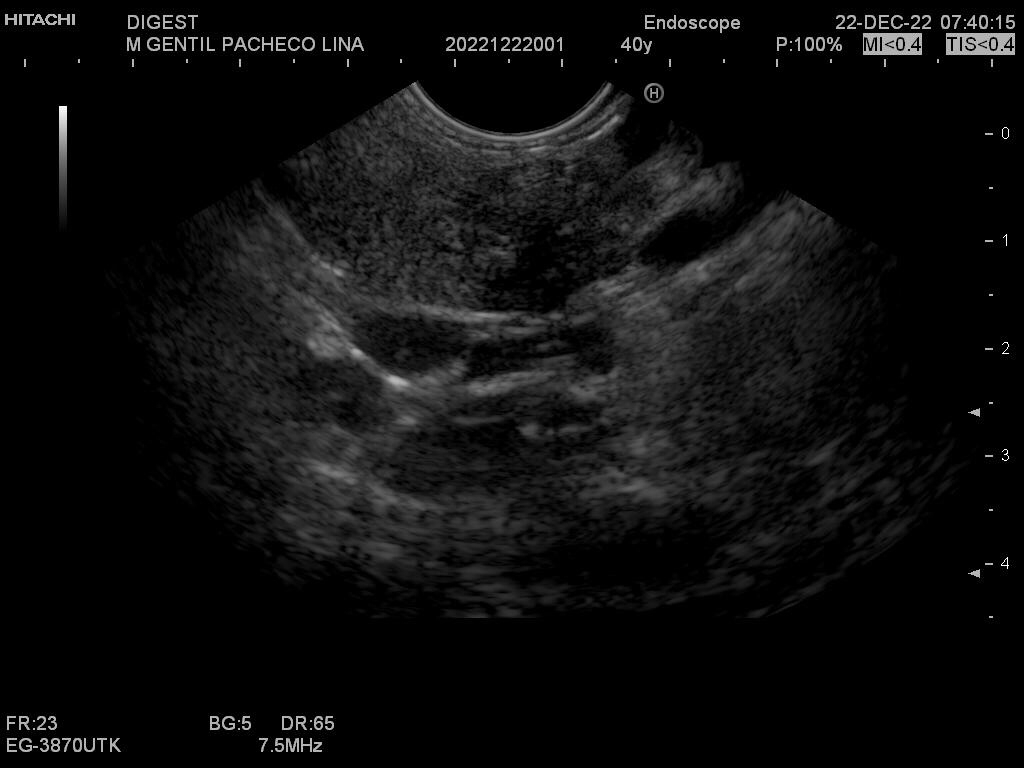 HITACHI
DIGEST Endoscope 22-DEC-22 07:40:15
M GENTIL PACHECO LINA 20221222001 40y P:100% MI<0.4 TIS<0.4
H
0
1
2
3
4
FR:23 BG:5 DR:65
EG-3870UTK 7.5MHz